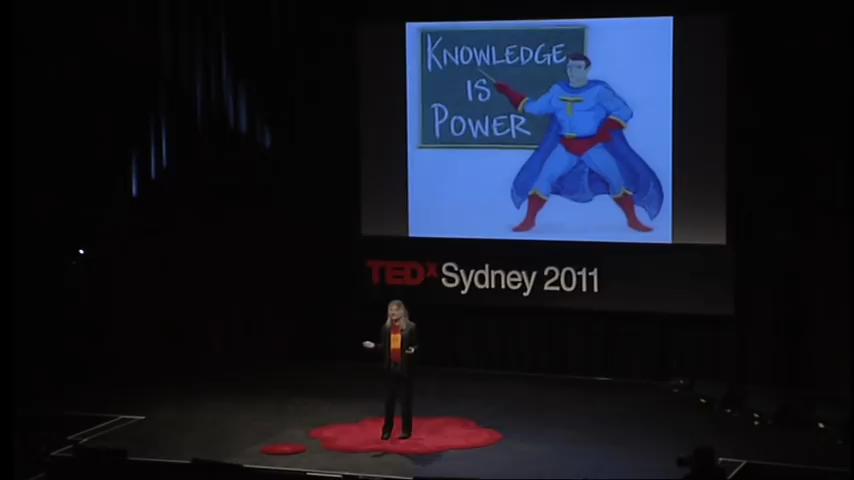 KNOWLEDGE
IS
POWER
T
TEDx Sydney 2011